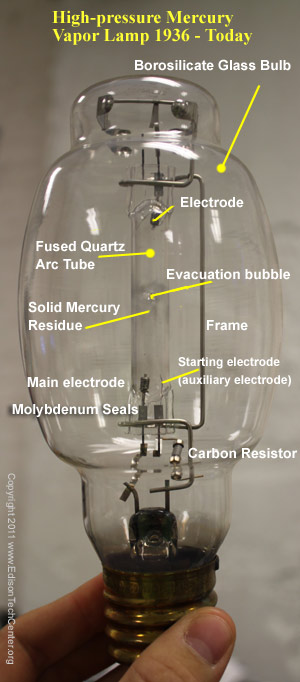 High-pressure Mercury
Vapor Lamp 1936 - Today
Borosilicate Glass Bulb
Electrode
Fused Quartz
Arc Tube
Evacuation bubble
Solid Mercury
Residue
Frame
Starting electrode
(auxiliary electrode)
Main electrode
Molybdenum Seals
Carbon Resistor
Copyright 2011 www.EdisonTechCenter.org